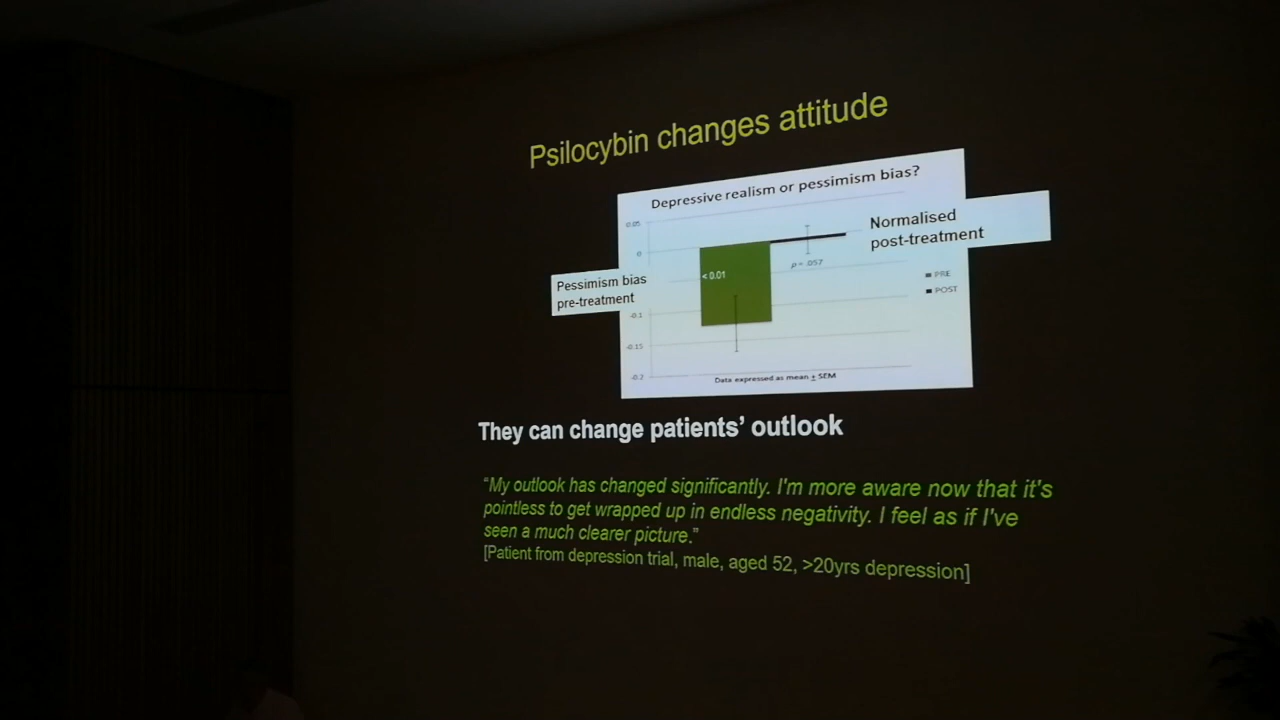 Psilocybin changes attitude
Depressive realism or pessimism bias?
0.05
0
-0.1
-0.15
-0.2
Pessimism bias
pre-treatment
< 0.01
p = .057
Normalised
post-treatment
PRE
POST
Data expressed as mean ± SEM
They can change patients’ outlook
“My outlook has changed significantly. I'm more aware now that it's
pointless to get wrapped up in endless negativity. I feel as if I've
seen a much clearer picture.”
[Patient from depression trial, male, aged 52, >20yrs depression]